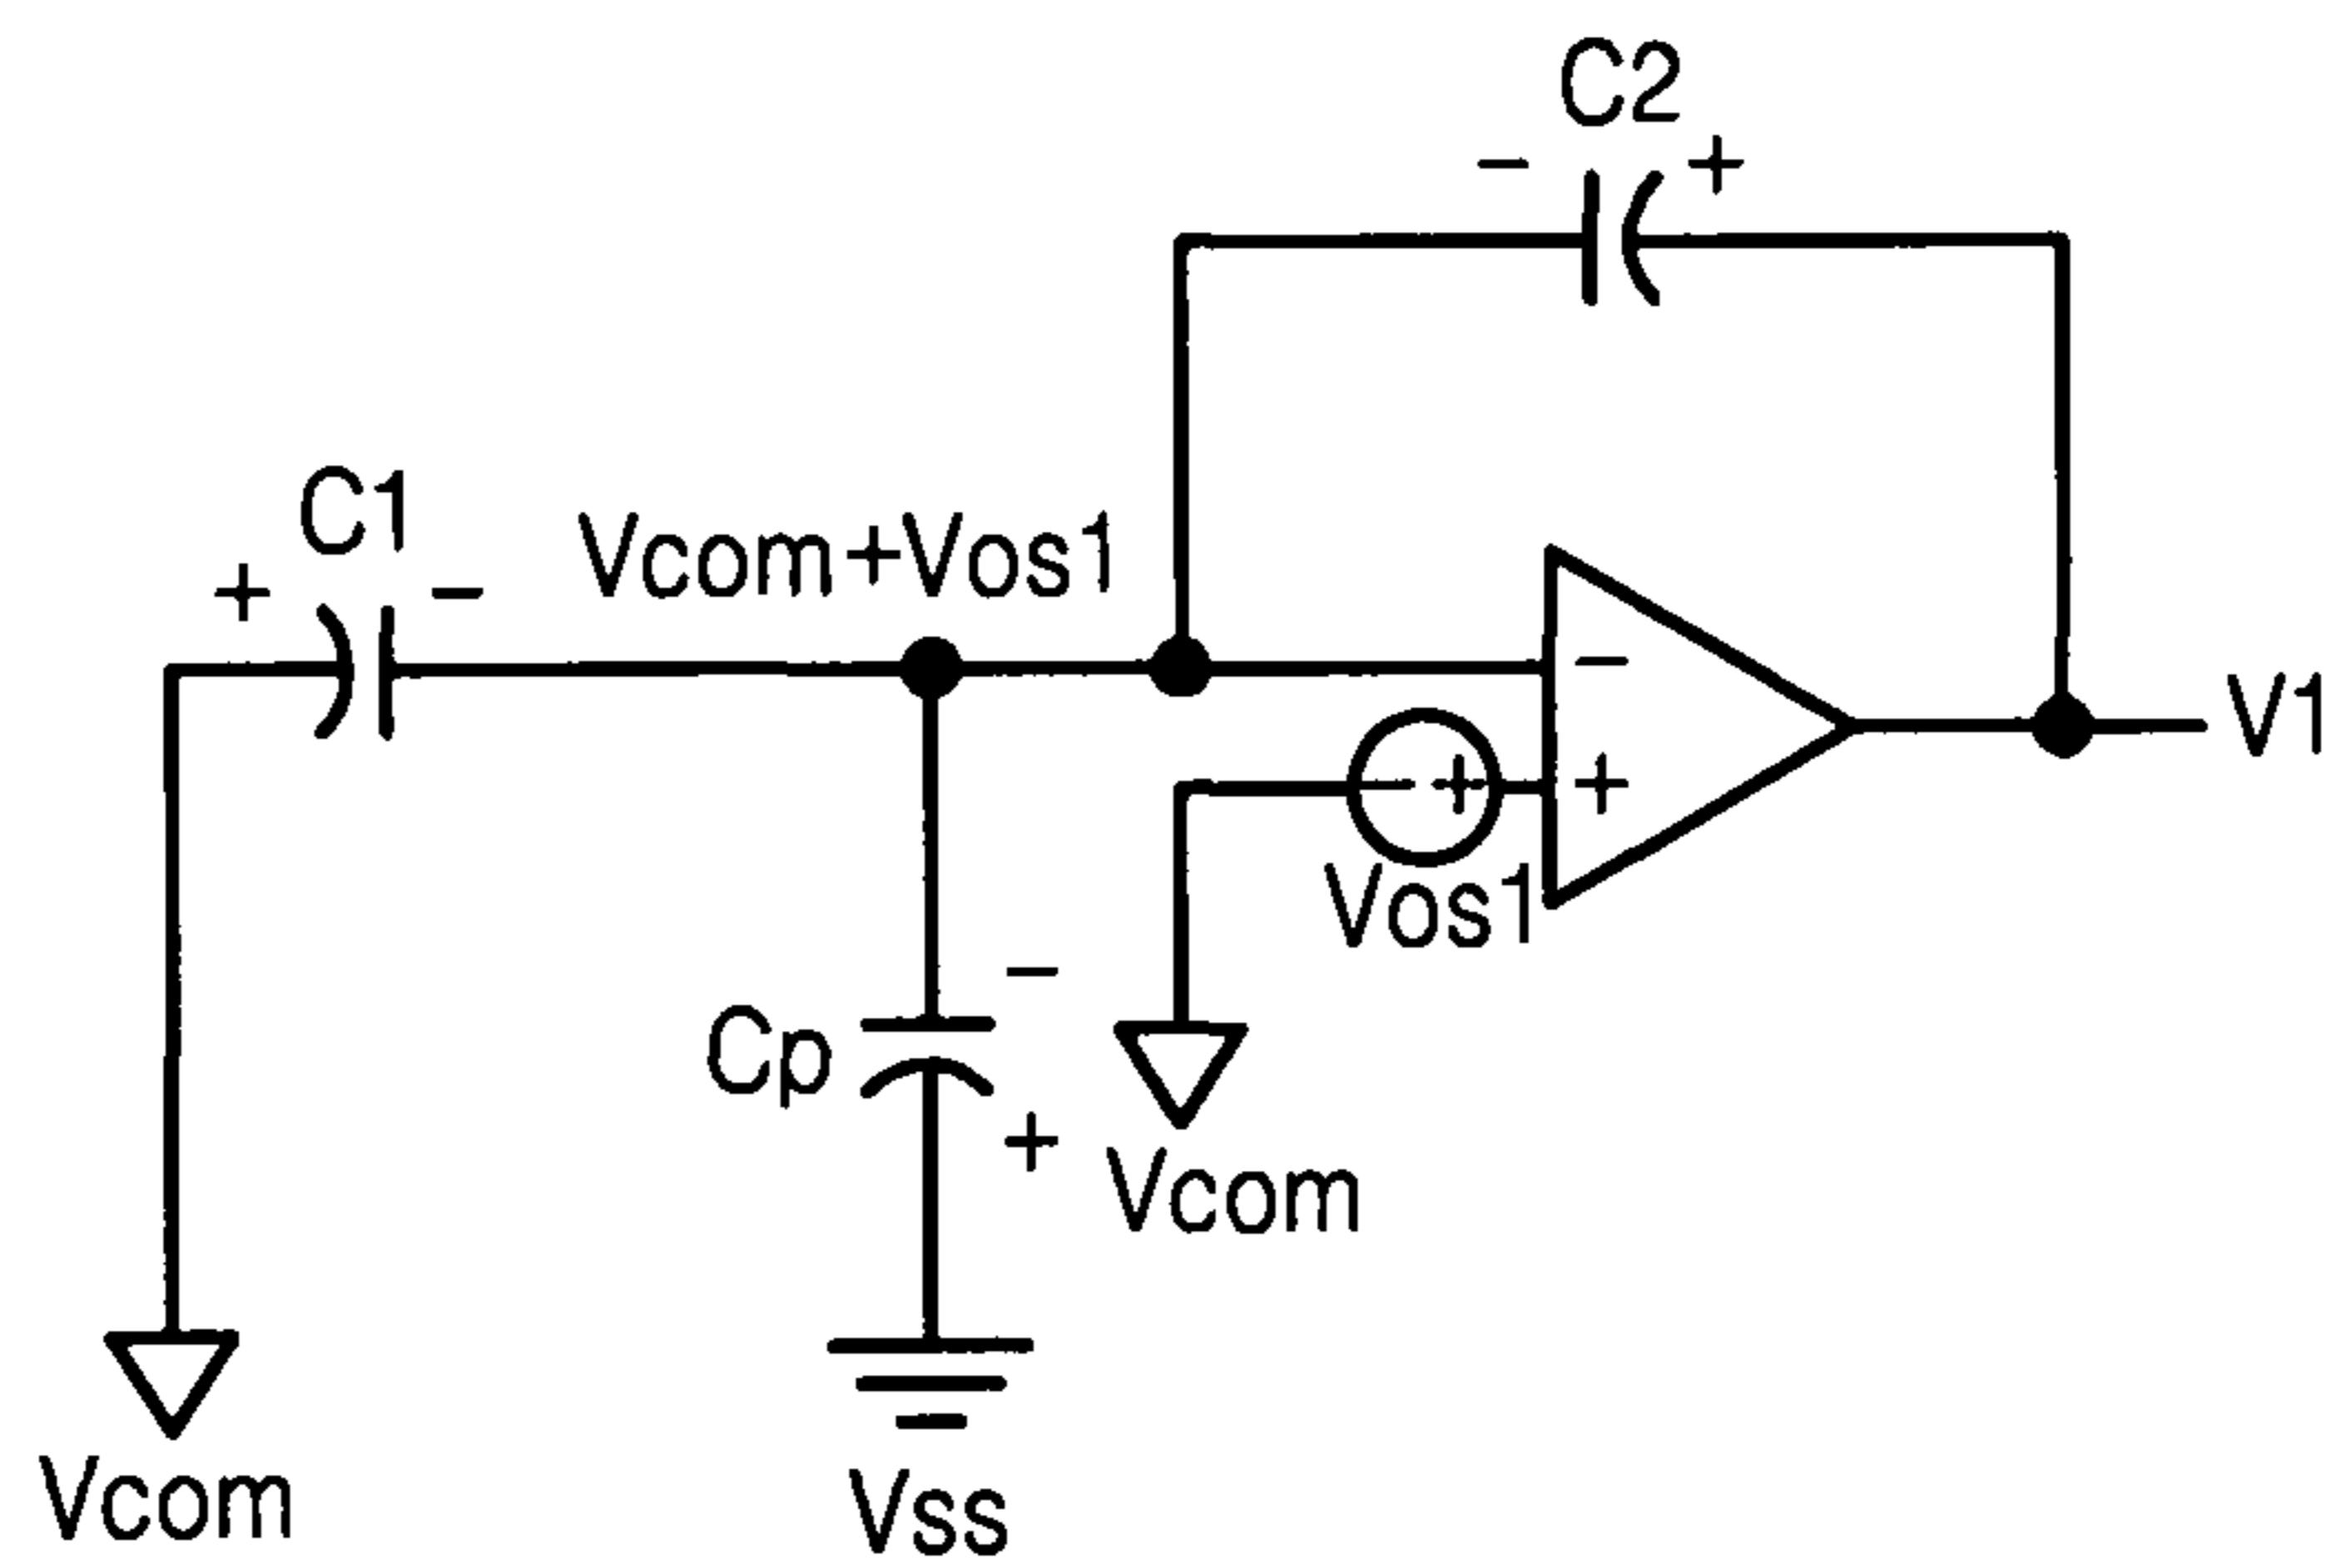 C2
- +
C1
+ -
Vcom+Vos1
-
V1
- +
+
Vos1
-
Cp
+
Vcom
Vcom
Vss